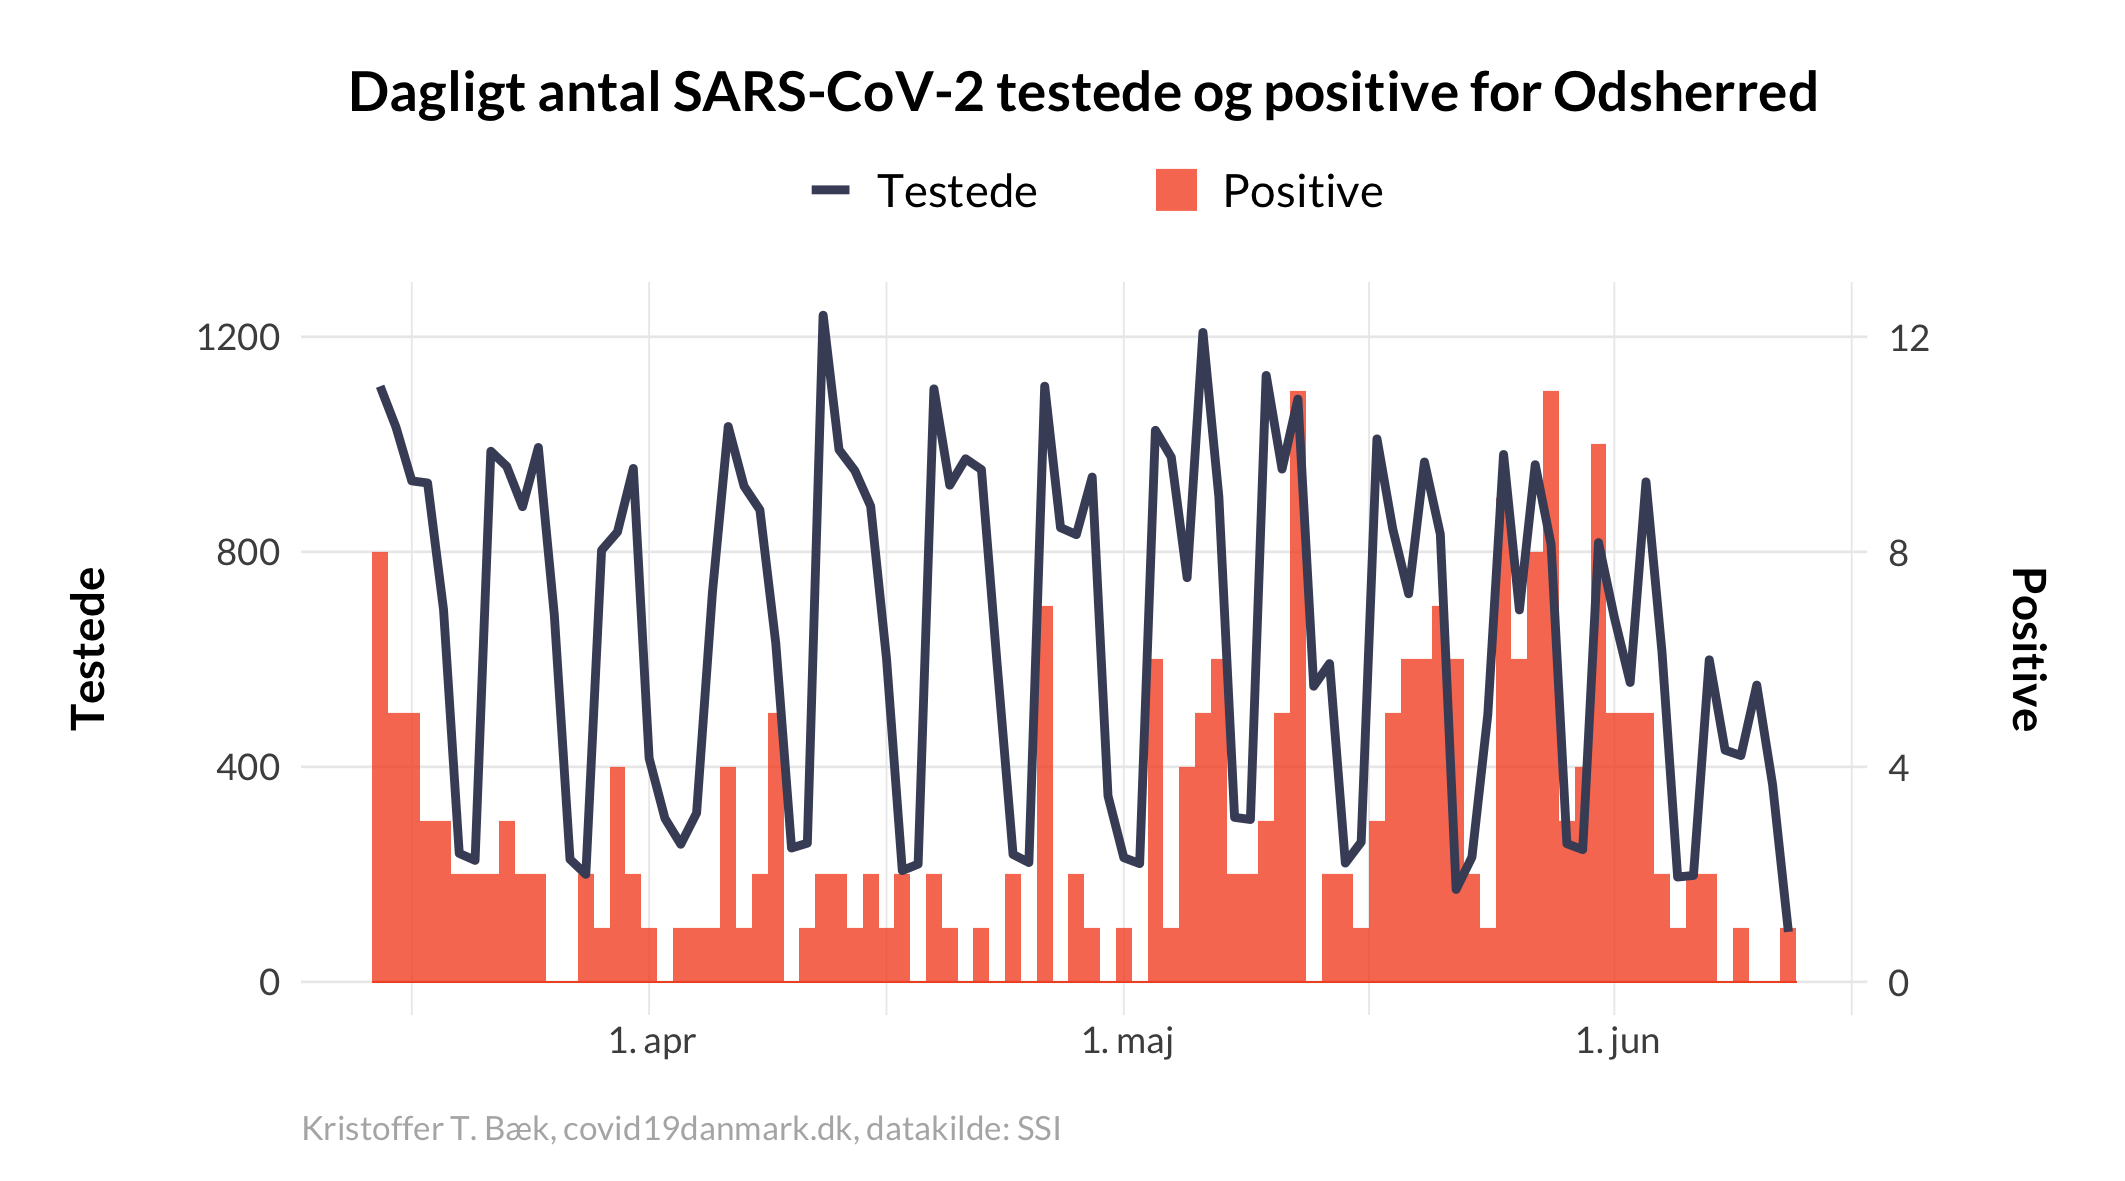 Dagligt antal SARS-CoV-2 testede og positive for Odsherred
Testede
Positive
1200
800
400
0
12
8
4
0
Testede
Positive
1. apr
1. maj
1. jun
Kristoffer T. Bæk, covid19danmark.dk, datakilde: SSI